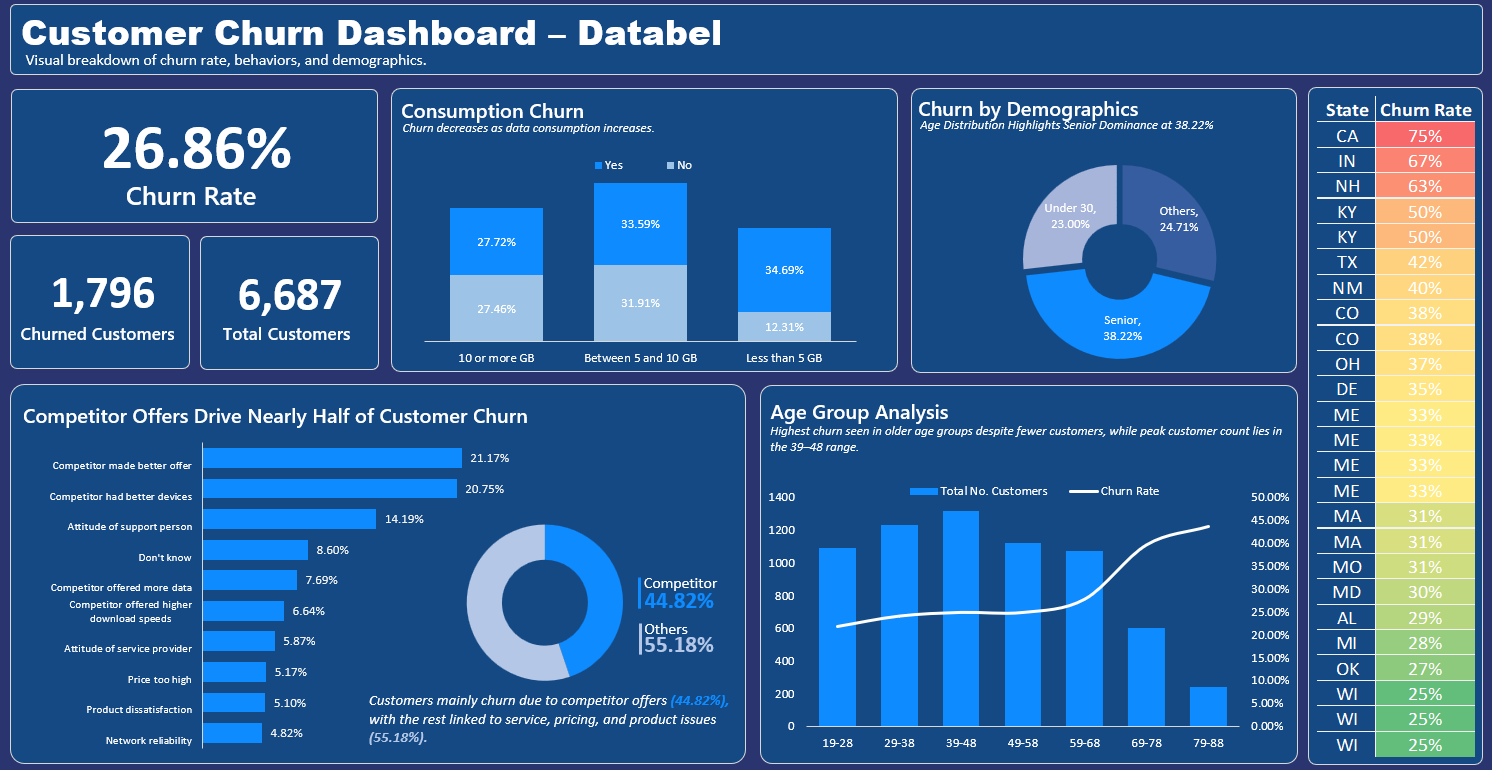 Customer Churn Dashboard – Databel
Visual breakdown of churn rate, behaviors, and demographics.
26.86%
Churn Rate
1,796
Churned Customers
6,687
Total Customers
Consumption Churn
Churn decreases as data consumption increases.
Yes No
27.72%
33.59%
34.69%
27.46%
31.91%
12.31%
10 or more GB
Between 5 and 10 GB
Less than 5 GB
Churn by Demographics
Age Distribution Highlights Senior Dominance at 38.22%
Under 30,
23.00%
Others,
24.71%
Senior,
38.22%
Competitor Offers Drive Nearly Half of Customer Churn
Competitor made better offer 21.17%
Competitor had better devices 20.75%
Attitude of support person 14.19%
Don't know 8.60%
Competitor offered more data 7.69%
Competitor offered higher
download speeds 6.64%
Attitude of service provider 5.87%
Price too high 5.17%
Product dissatisfaction 5.10%
Network reliability 4.82%
Competitor
44.82%
Others
55.18%
Customers mainly churn due to competitor offers (44.82%),
with the rest linked to service, pricing, and product issues
(55.18%).
Age Group Analysis
Highest churn seen in older age groups despite fewer customers, while peak customer count lies in
the 39–48 range.
Total No. Customers Churn Rate
1400
1200
1000
800
600
400
200
0
50.00%
45.00%
40.00%
35.00%
30.00%
25.00%
20.00%
15.00%
10.00%
5.00%
0.00%
19-28 29-38 39-48 49-58 59-68 69-78 79-88
State Churn Rate
CA 75%
IN 67%
NH 63%
KY 50%
KY 50%
TX 42%
NM 40%
CO 38%
CO 38%
OH 37%
DE 35%
ME 33%
ME 33%
ME 33%
ME 33%
MA 31%
MA 31%
MO 31%
MD 30%
AL 29%
MI 28%
OK 27%
WI 25%
WI 25%
WI 25%